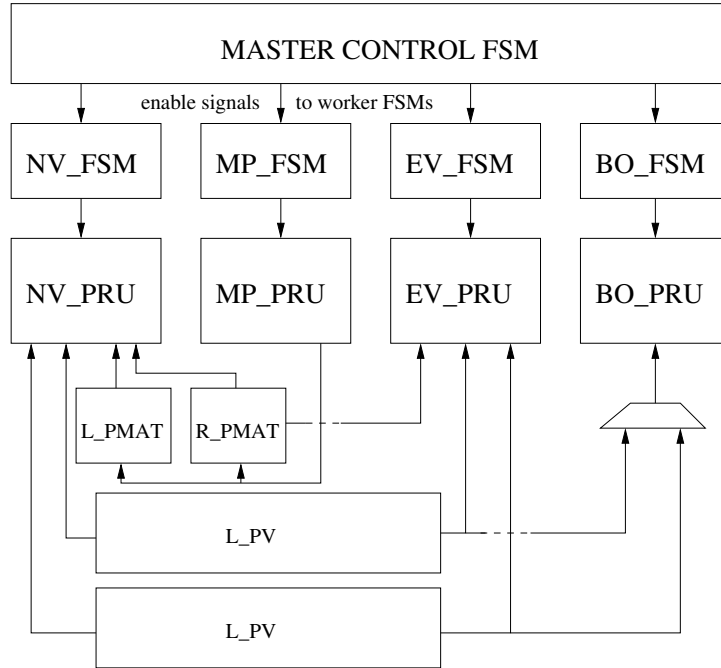 MASTER CONTROL FSM
enable signals to worker FSMs
NV_FSM MP_FSM EV_FSM BO_FSM
NV_PRU MP_PRU EV_PRU BO_PRU
L_PMAT R_PMAT
L_PV
L_PV